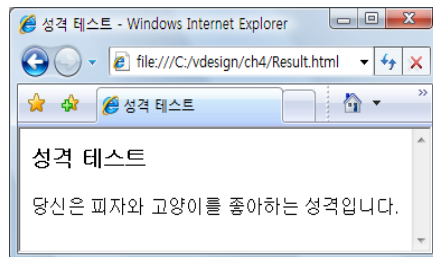 성격 테스트 - Windows Internet Explorer
file:///C:/vdesign/ch4/Result.html
성격 테스트
성격 테스트
당신은 피자와 고양이를 좋아하는 성격입니다.